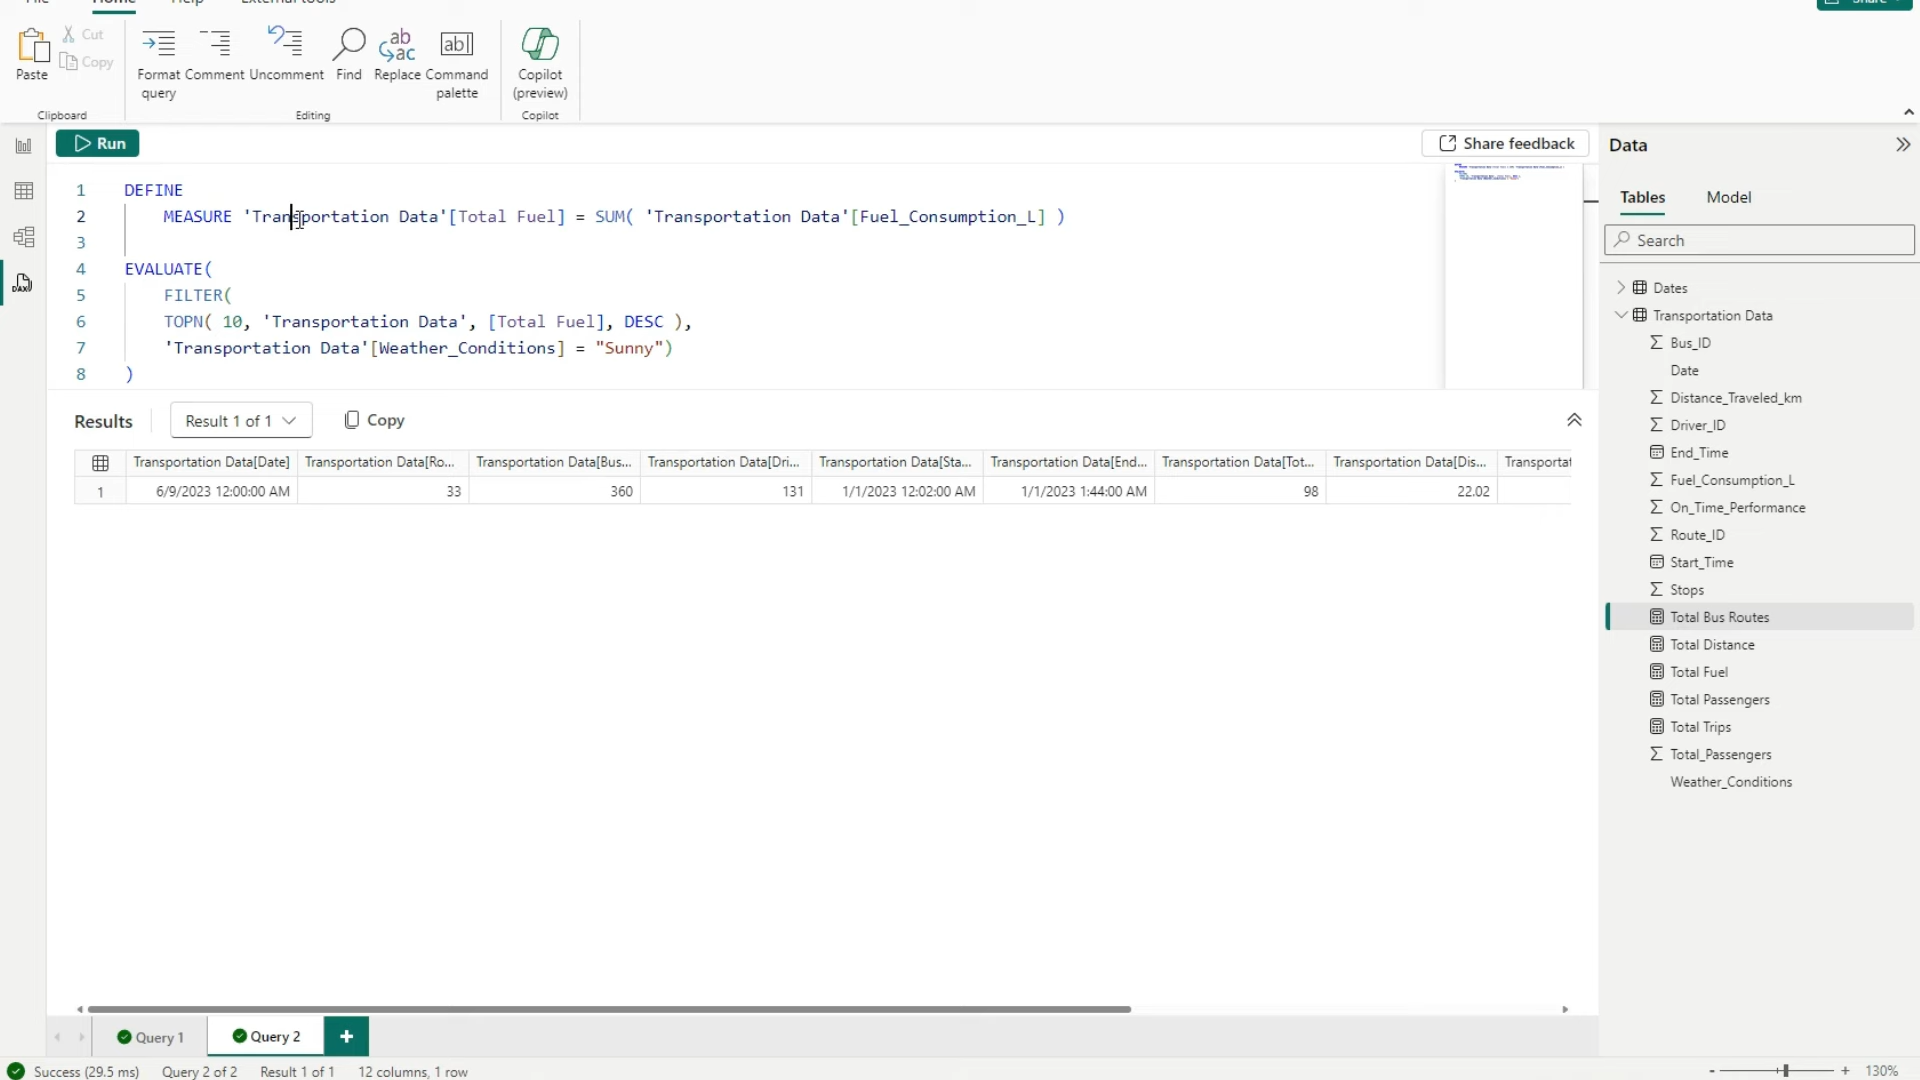 File Home Help External tools Share
Paste
Cut
Copy
Clipboard
Format query
Comment
Uncomment
Find
Replace
Command palette
Editing
Copilot (preview)
Copilot
Run
Share feedback
1 DEFINE
2 MEASURE 'Transportation Data'[Total Fuel] = SUM( 'Transportation Data'[Fuel_Consumption_L] )
3
4 EVALUATE(
5 FILTER(
6 TOPN( 10, 'Transportation Data', [Total Fuel], DESC ),
7 'Transportation Data'[Weather_Conditions] = "Sunny")
8 )
Results Result 1 of 1 Copy
Transportation Data[Date] Transportation Data[Ro... Transportation Data[Bus... Transportation Data[Dri... Transportation Data[Sta... Transportation Data[End... Transportation Data[Tot... Transportation Data[Dis... Transportat
1 6/9/2023 12:00:00 AM 33 360 131 1/1/2023 12:02:00 AM 1/1/2023 1:44:00 AM 98 22.02
Query 1 Query 2 +
Success (29.5 ms) Query 2 of 2 Result 1 of 1 12 columns, 1 row
- + 130%
Data
Tables Model
Search
Dates
Transportation Data
Bus_ID
Date
Distance_Traveled_km
Driver_ID
End_Time
Fuel_Consumption_L
On_Time_Performance
Route_ID
Start_Time
Stops
Total Bus Routes
Total Distance
Total Fuel
Total Passengers
Total Trips
Total_Passengers
Weather_Conditions